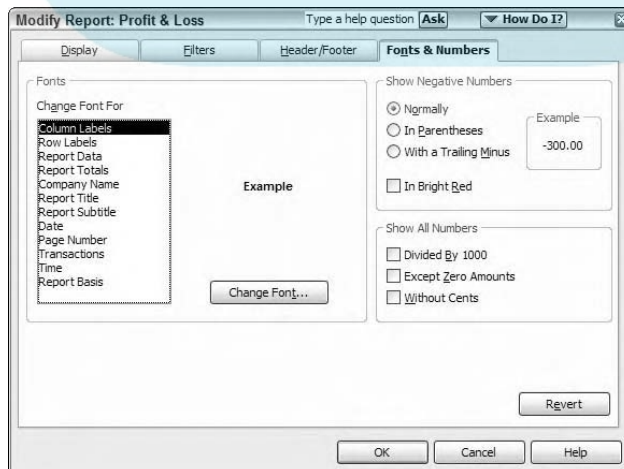 Modify Report: Profit & Loss
Type a help question Ask
How Do I?
Display
Filters
Header/Footer
Fonts & Numbers
Fonts
Change Font For
Column Labels
Row Labels
Report Data
Report Totals
Company Name
Report Title
Report Subtitle
Date
Page Number
Transactions
Time
Report Basis
Example
Change Font...
Show Negative Numbers
Normally
In Parentheses
With a Trailing Minus
In Bright Red
Example
-300.00
Show All Numbers
Divided By 1000
Except Zero Amounts
Without Cents
Revert
OK
Cancel
Help